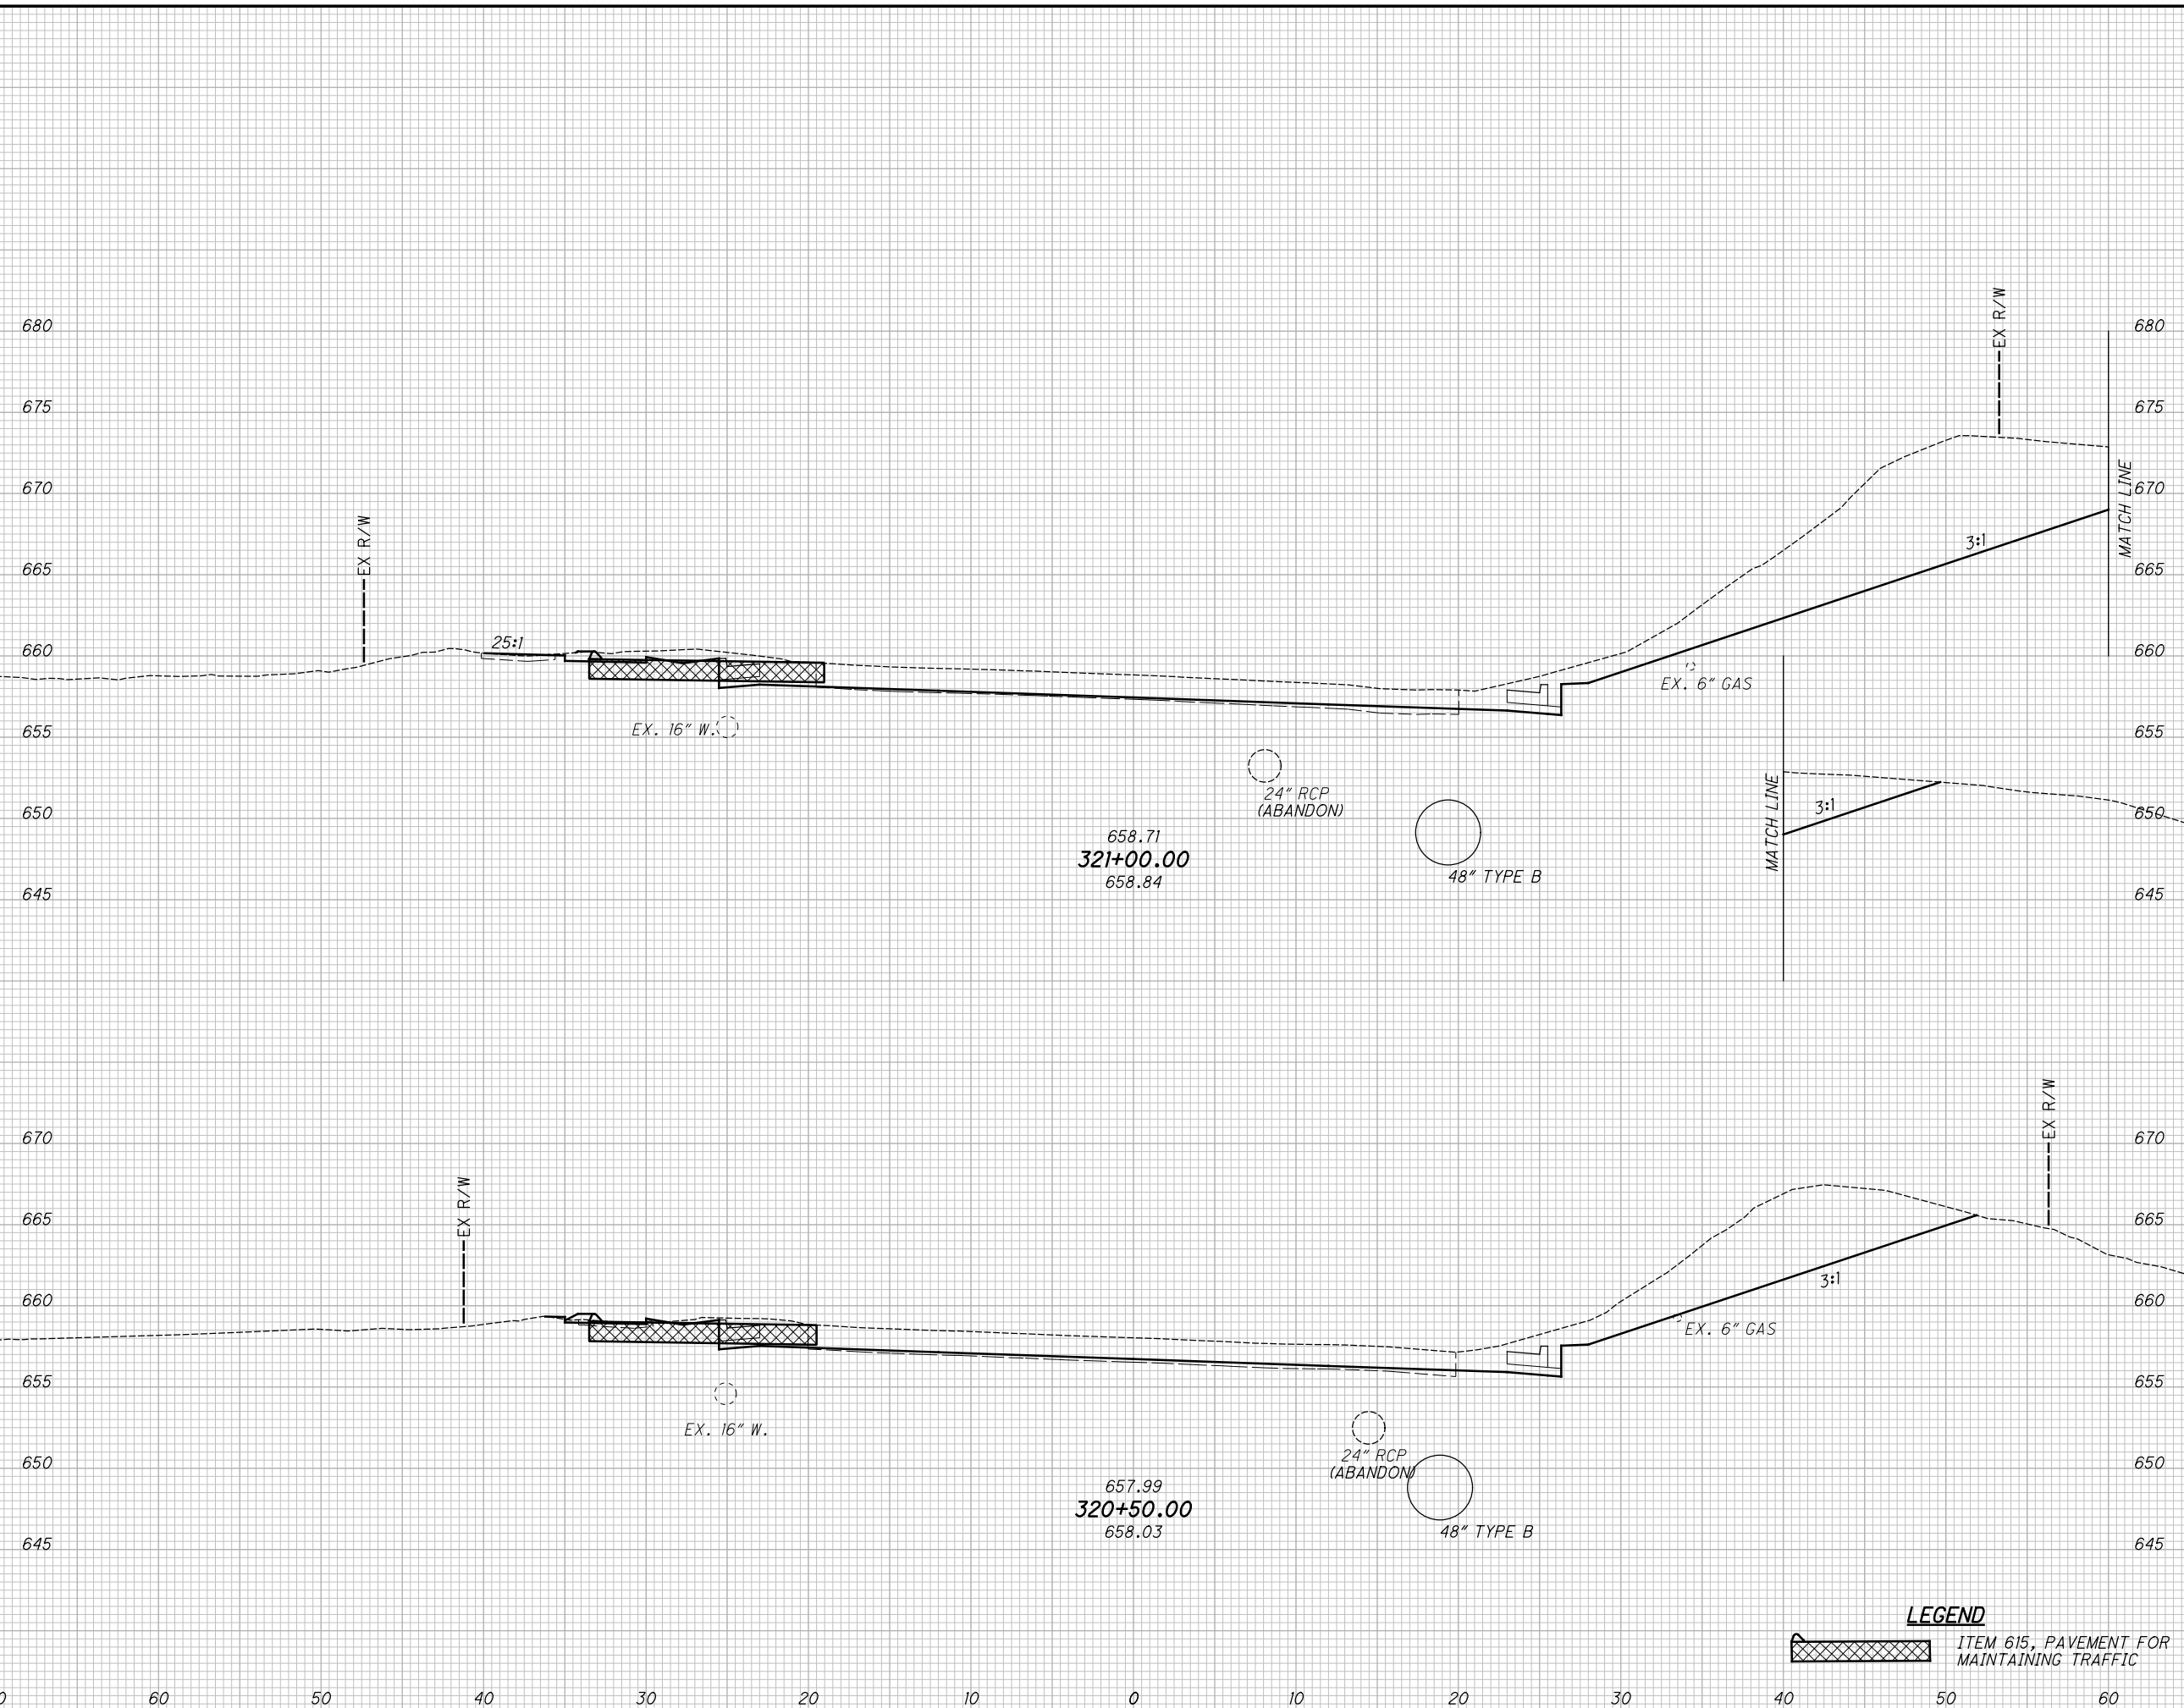 680
EX R/W
680
675
675
670
MATCH LINE
670
EX R/W
3:1
665
665
25:1
660
660
EX. 6" GAS
EX. 16" W.
655
655
24" RCP
(ABANDON)
MATCH LINE
3:1
650
650
658.71
321+00.00
658.84
48" TYPE B
645
645
EX R/W
670
670
EX R/W
665
665
3:1
660
660
EX. 6" GAS
655
655
EX. 16" W.
24" RCP
(ABANDON)
650
650
657.99
320+50.00
658.03
48" TYPE B
645
645
LEGEND
ITEM 615, PAVEMENT FOR
MAINTAINING TRAFFIC
60 50 40 30 20 10 0 10 20 30 40 50 60